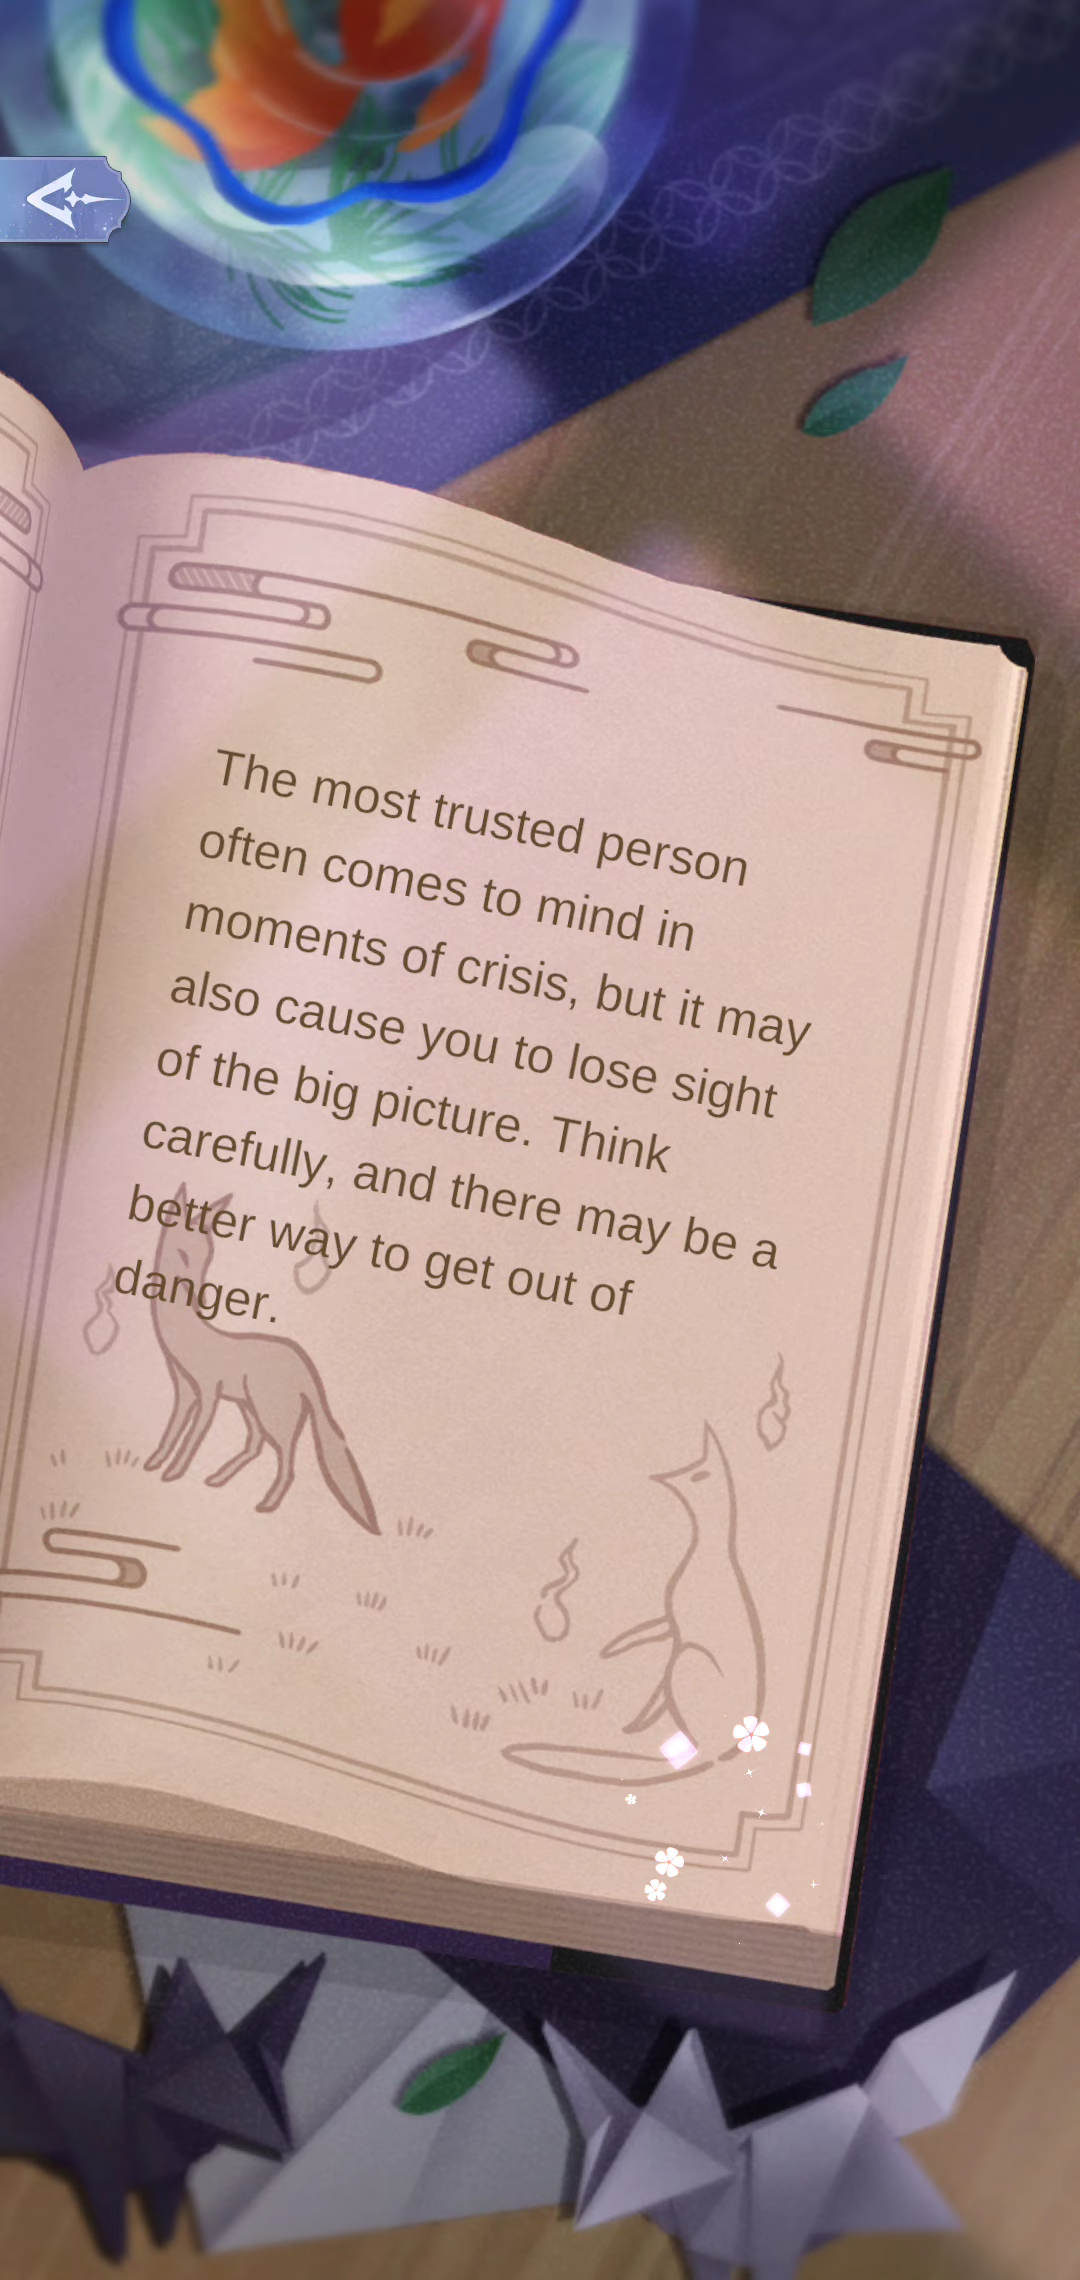 The most trusted person
often comes to mind in
moments of crisis, but it may
also cause you to lose sight
of the big picture. Think
carefully, and there may be a
better way to get out of
danger.